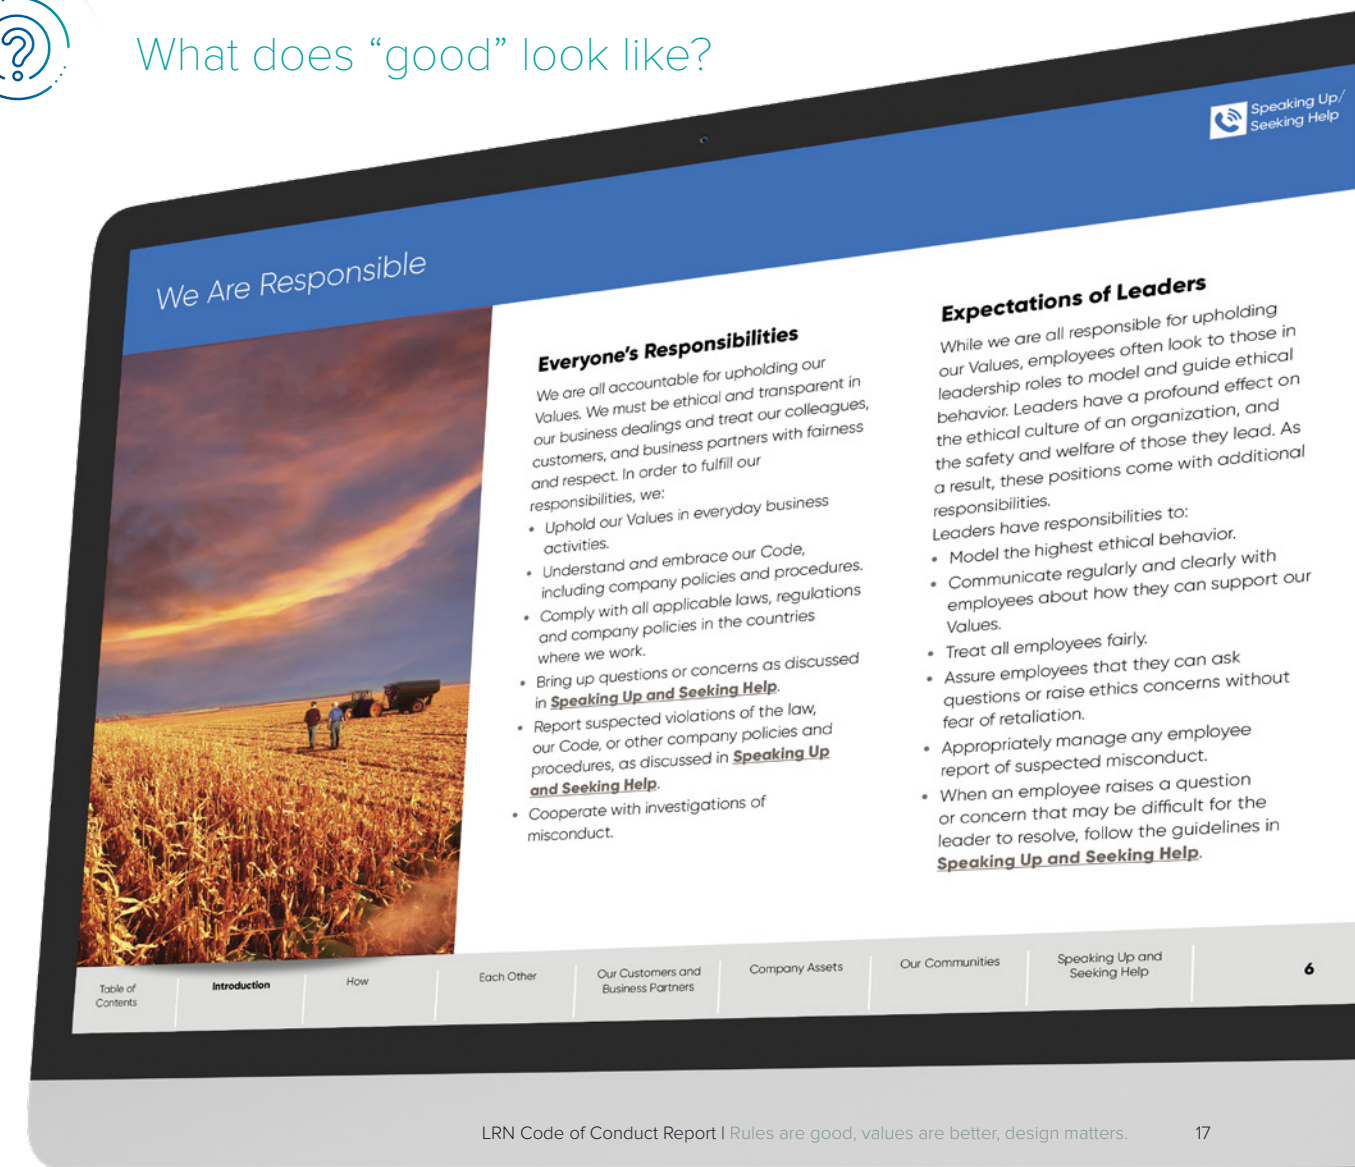 What does “good” look like?
Speaking Up/
Seeking Help
We Are Responsible
Everyone’s Responsibilities
We are all accountable for upholding our
Values. We must be ethical and transparent in
our business dealings and treat our colleagues,
customers, and business partners with fairness
and respect. In order to fulfill our
responsibilities, we:
• Uphold our Values in everyday business
activities.
• Understand and embrace our Code,
including company policies and procedures.
• Comply with all applicable laws, regulations
and company policies in the countries
where we work.
• Bring up questions or concerns as discussed
in Speaking Up and Seeking Help.
• Report suspected violations of the law,
our Code, or other company policies and
procedures, as discussed in Speaking Up
and Seeking Help.
• Cooperate with investigations of
misconduct.
Expectations of Leaders
While we are all responsible for upholding
our Values, employees often look to those in
leadership roles to model and guide ethical
behavior. Leaders have a profound effect on
the ethical culture of an organization, and
the safety and welfare of those they lead. As
a result, these positions come with additional
responsibilities.
Leaders have responsibilities to:
• Model the highest ethical behavior.
• Communicate regularly and clearly with
employees about how they can support our
Values.
• Treat all employees fairly.
• Assure employees that they can ask
questions or raise ethics concerns without
fear of retaliation.
• Appropriately manage any employee
report of suspected misconduct.
• When an employee raises a question
or concern that may be difficult for the
leader to resolve, follow the guidelines in
Speaking Up and Seeking Help.
Table of
Contents
Introduction
How
Each Other
Our Customers and
Business Partners
Company Assets
Our Communities
Speaking Up and
Seeking Help
6
LRN Code of Conduct Report | Rules are good, values are better, design matters. 17